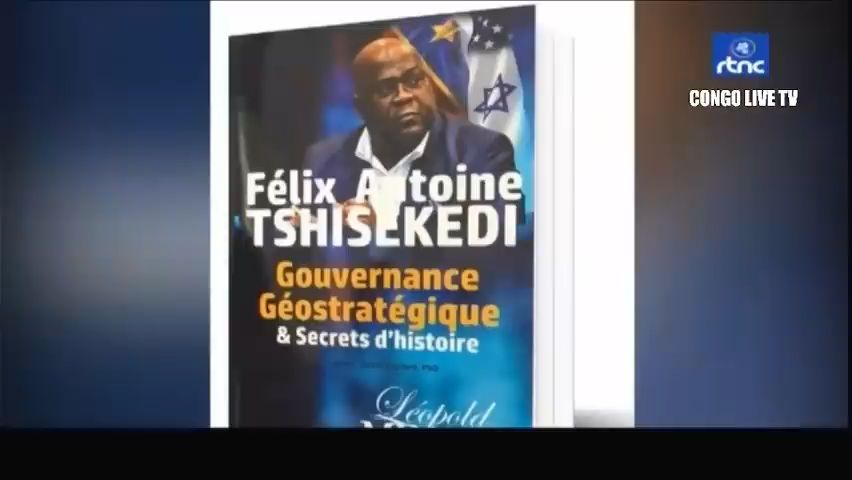 rtnc
CONGO LIVE TV
Félix Antoine
TSHISEKEDI
Gouvernance
Géostratégique
& Secrets d'histoire
Léopold